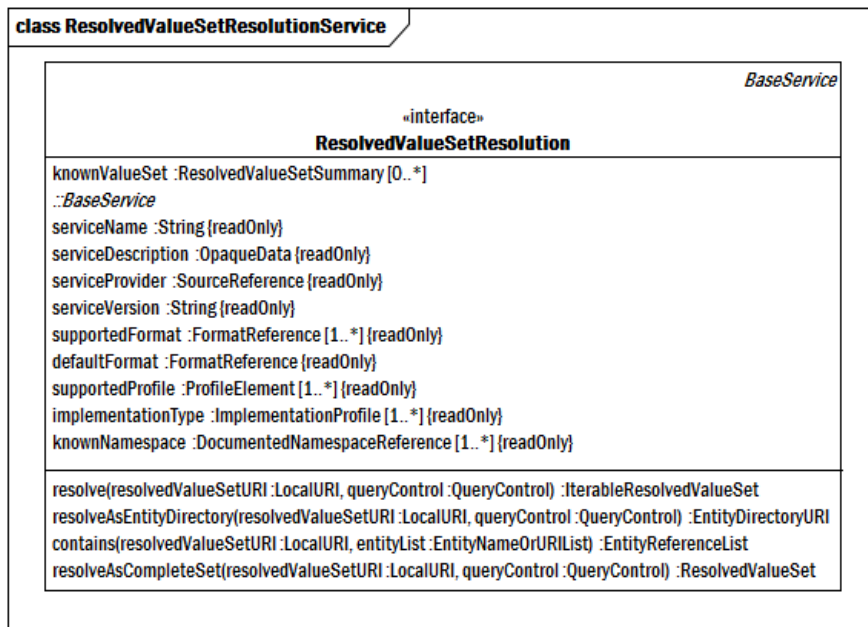 class ResolvedValueSetResolutionService
BaseService
«interface»
ResolvedValueSetResolution
knownValueSet :ResolvedValueSetSummary [0..*]
::BaseService
serviceName :String {readOnly}
serviceDescription :OpaqueData {readOnly}
serviceProvider :SourceReference {readOnly}
serviceVersion :String {readOnly}
supportedFormat :FormatReference [1..*] {readOnly}
defaultFormat :FormatReference {readOnly}
supportedProfile :ProfileElement [1..*] {readOnly}
implementationType :ImplementationProfile [1..*] {readOnly}
knownNamespace :DocumentedNamespaceReference [1..*] {readOnly}
resolve(resolvedValueSetURI :LocalURI, queryControl :QueryControl) :IterableResolvedValueSet
resolveAsEntityDirectory(resolvedValueSetURI :LocalURI, queryControl :QueryControl) :EntityDirectoryURI
contains(resolvedValueSetURI :LocalURI, entityList :EntityNameOrURIList) :EntityReferenceList
resolveAsCompleteSet(resolvedValueSetURI :LocalURI, queryControl :QueryControl) :ResolvedValueSet